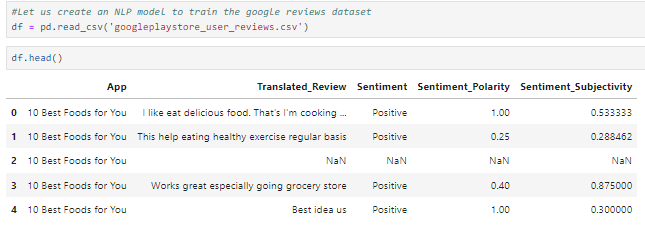 #Let us create an NLP model to train the google reviews dataset
df = pd.read_csv('googleplaystore_user_reviews.csv')
df.head()
App Translated_Review Sentiment Sentiment_Polarity Sentiment_Subjectivity
0 10 Best Foods for You I like eat delicious food. That's I'm cooking ... Positive 1.00 0.533333
1 10 Best Foods for You This help eating healthy exercise regular basis Positive 0.25 0.288462
2 10 Best Foods for You NaN NaN NaN NaN
3 10 Best Foods for You Works great especially going grocery store Positive 0.40 0.875000
4 10 Best Foods for You Best idea us Positive 1.00 0.300000